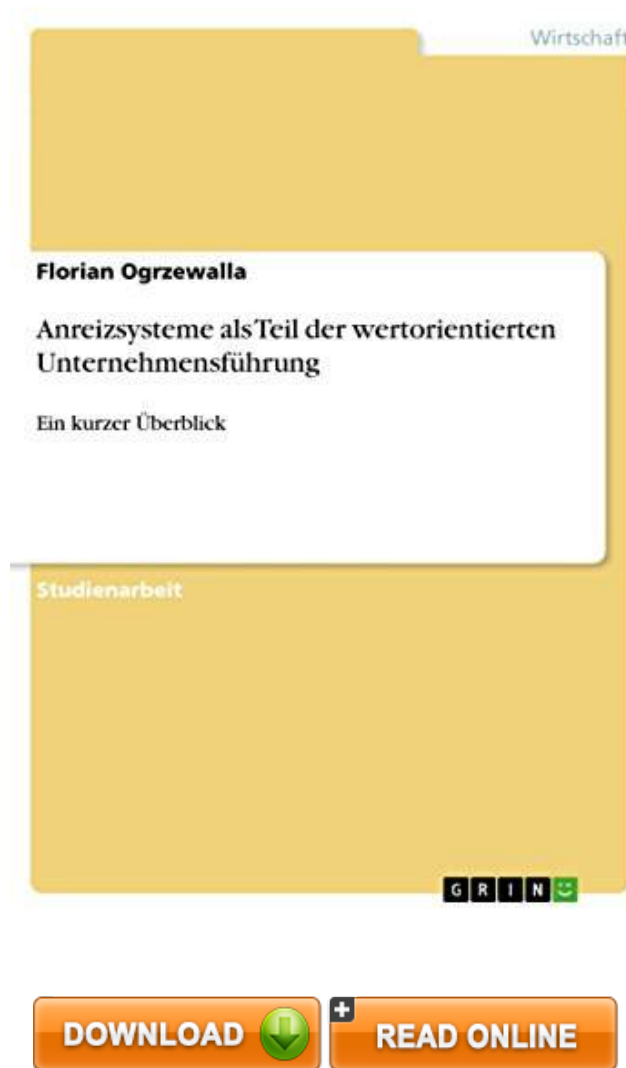 Wirtschaft
Florian Ogrzewalla
Anreizsysteme als Teil der wertorientierten
Unternehmensführung
Ein kurzer Überblick
Studienarbeit
GRIN
DOWNLOAD
READ ONLINE